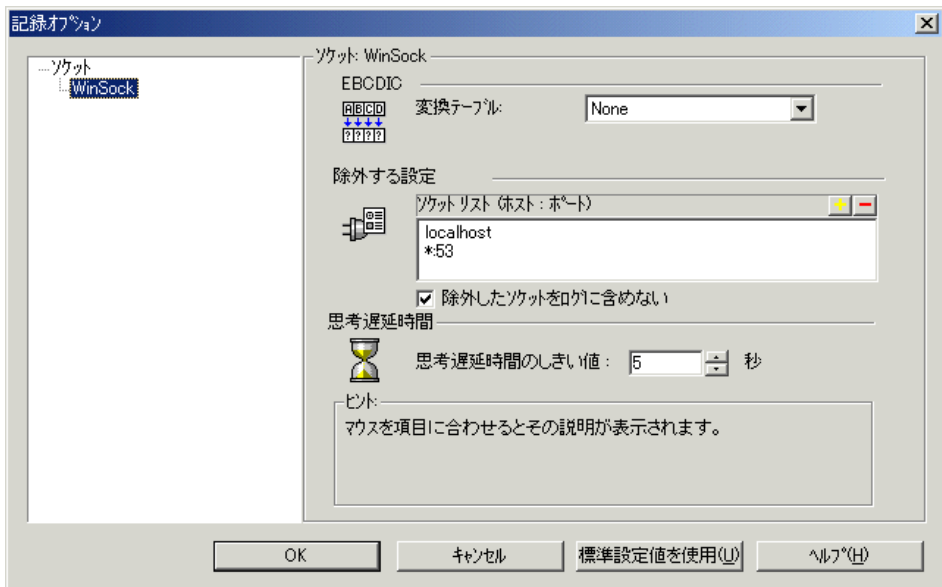 記録オプション
ソケット
WinSock
ソケット: WinSock
EBCDIC
ABCD
????
変換テーブル:
None
除外する設定
ソケット リスト (ホスト : ポート)
localhost
*:53
除外したソケットをログに含めない
思考遅延時間
思考遅延時間のしきい値 : 5 秒
ヒント:
マウスを項目に合わせるとその説明が表示されます。
OK
キャンセル
標準設定値を使用(U)
ヘルプ(H)